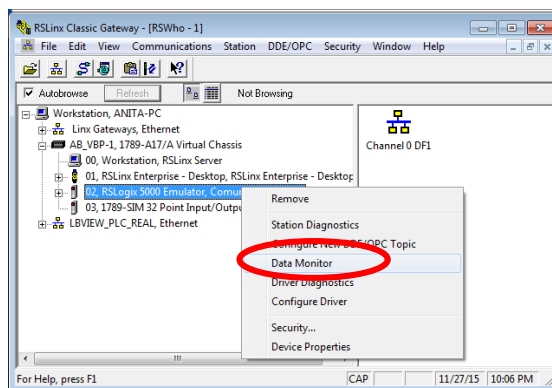 RSLinx Classic Gateway - [RSWho - 1]
File Edit View Communications Station DDE/OPC Security Window Help
Autobrowse Refresh Not Browsing
Workstation, ANITA-PC
Linx Gateways, Ethernet
AB_VBP-1, 1789-A17/A Virtual Chassis
00, Workstation, RSLinx Server
01, RSLinx Enterprise - Desktop, RSLinx Enterprise - Desktop
02, RSLogix 5000 Emulator,
03, 1789-SIM 32 Point
LBVIEW_PLC_REAL, Ethernet
Channel 0 DF1
Remove
Station Diagnostics
Configure New DDE/OPC Topic
Data Monitor
Driver Diagnostics
Configure Driver
Security...
Device Properties
For Help, press F1 CAP 11/27/15 10:06 PM